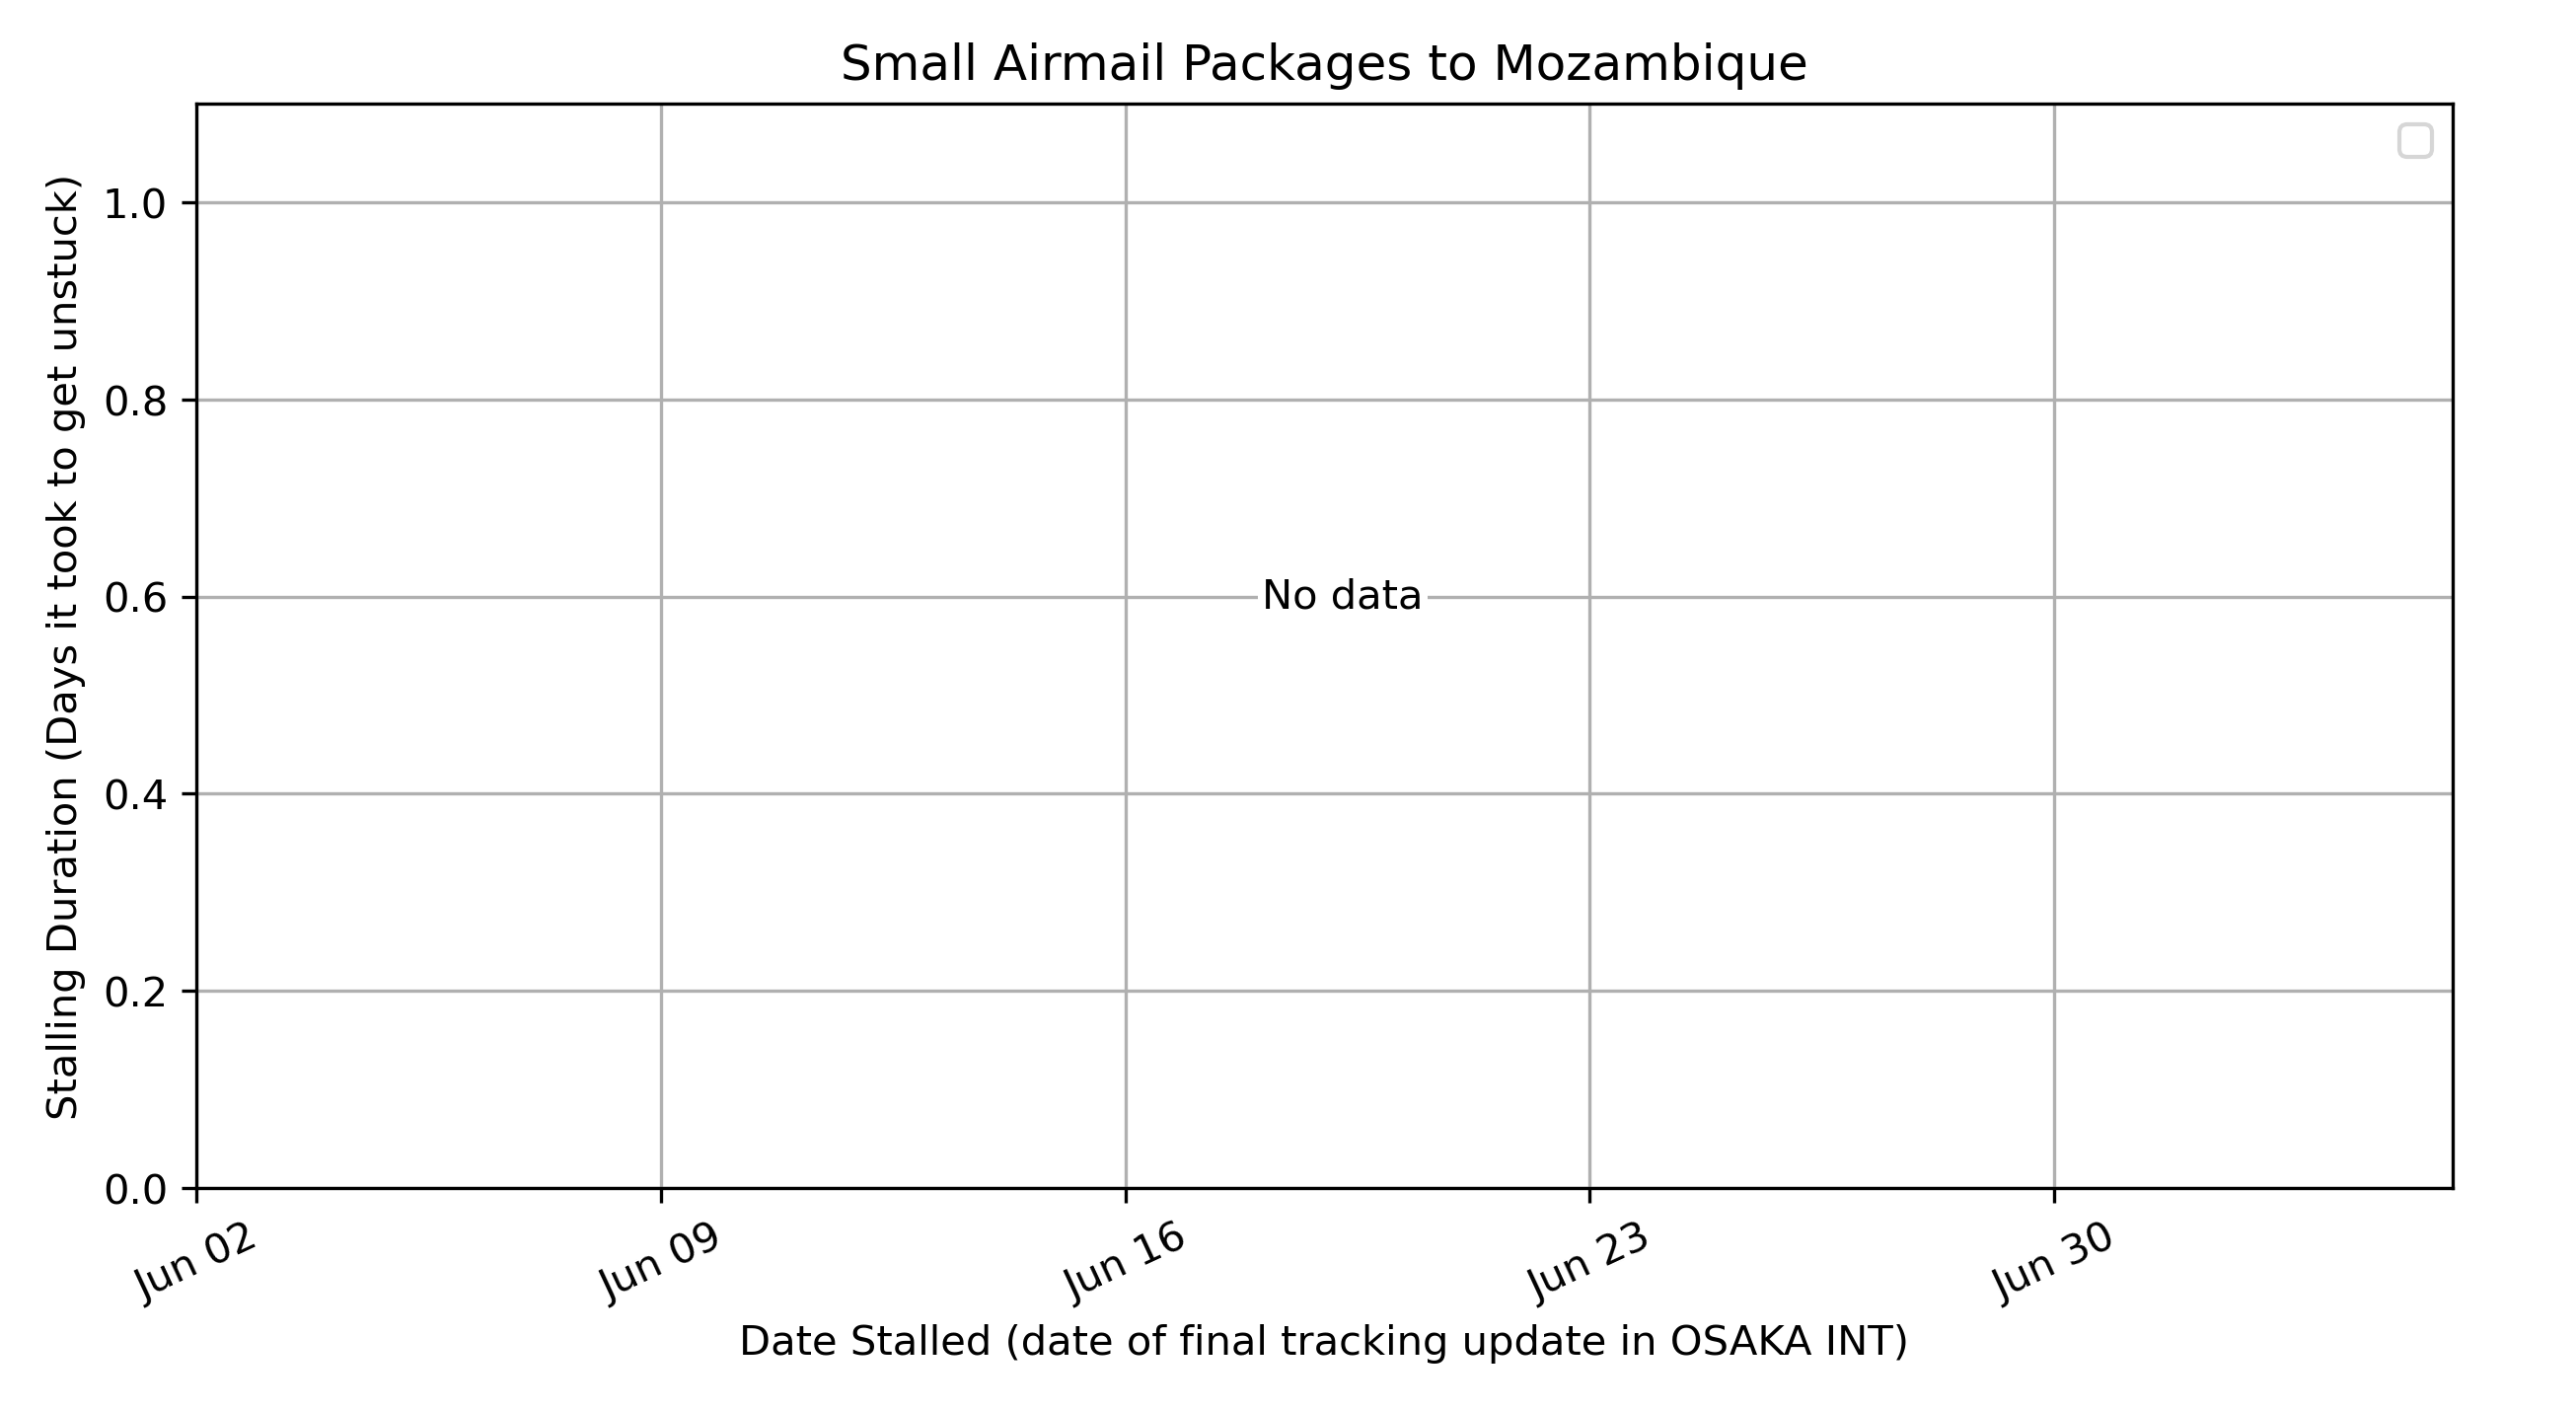 Small Airmail Packages to Mozambique
Stalling Duration (Days it took to get unstuck)
1.0
0.8
0.6
0.4
0.2
0.0
No data
Jun 02
Jun 09
Jun 16
Jun 23
Jun 30
Date Stalled (date of final tracking update in OSAKA INT)